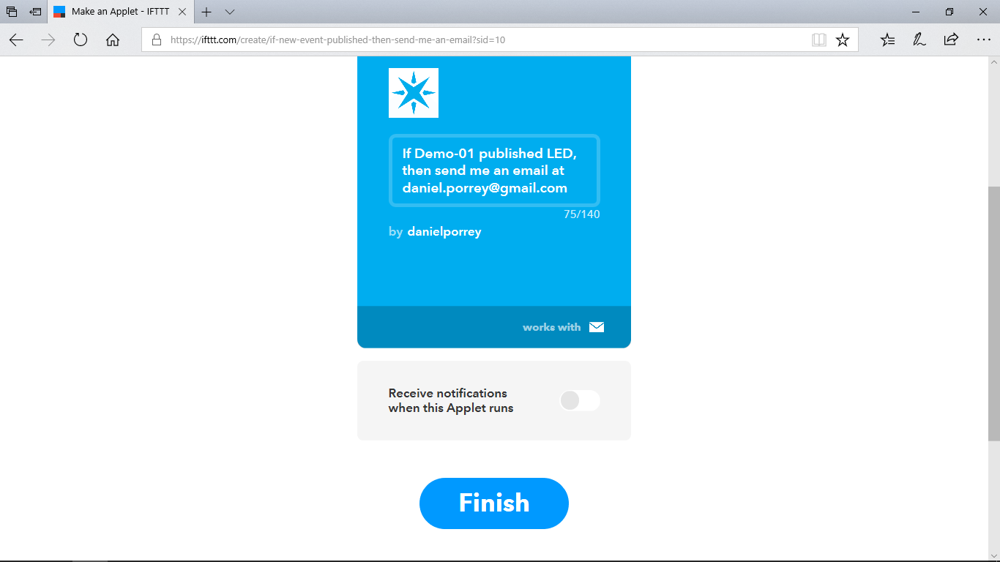 Make an Applet - IFTTT
https://ifttt.com/create/if-new-event-published-then-send-me-an-email?sid=10
If Demo-01 published LED,
then send me an email at
daniel.porrey@gmail.com
75/140
by danielporrey
works with
Receive notifications
when this Applet runs
Finish